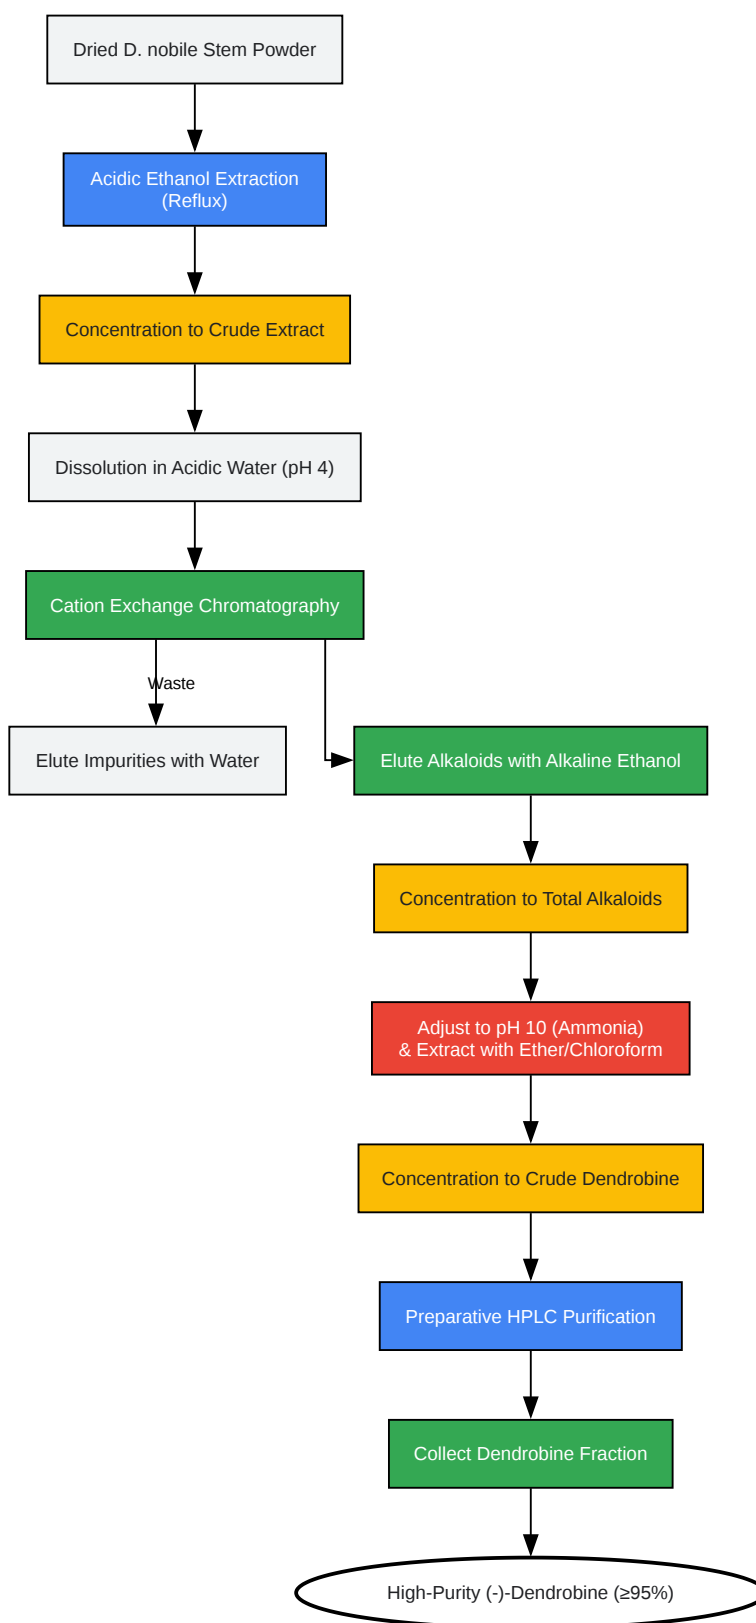 Dried D. nobile Stem Powder
Acidic Ethanol Extraction
(Reflux)
Concentration to Crude Extract
Dissolution in Acidic Water (pH 4)
Cation Exchange Chromatography
Waste
Elute Impurities with Water
Elute Alkaloids with Alkaline Ethanol
Concentration to Total Alkaloids
Adjust to pH 10 (Ammonia)
& Extract with Ether/Chloroform
Concentration to Crude Dendrobine
Preparative HPLC Purification
Collect Dendrobine Fraction
High-Purity (-)-Dendrobine (≥95%)